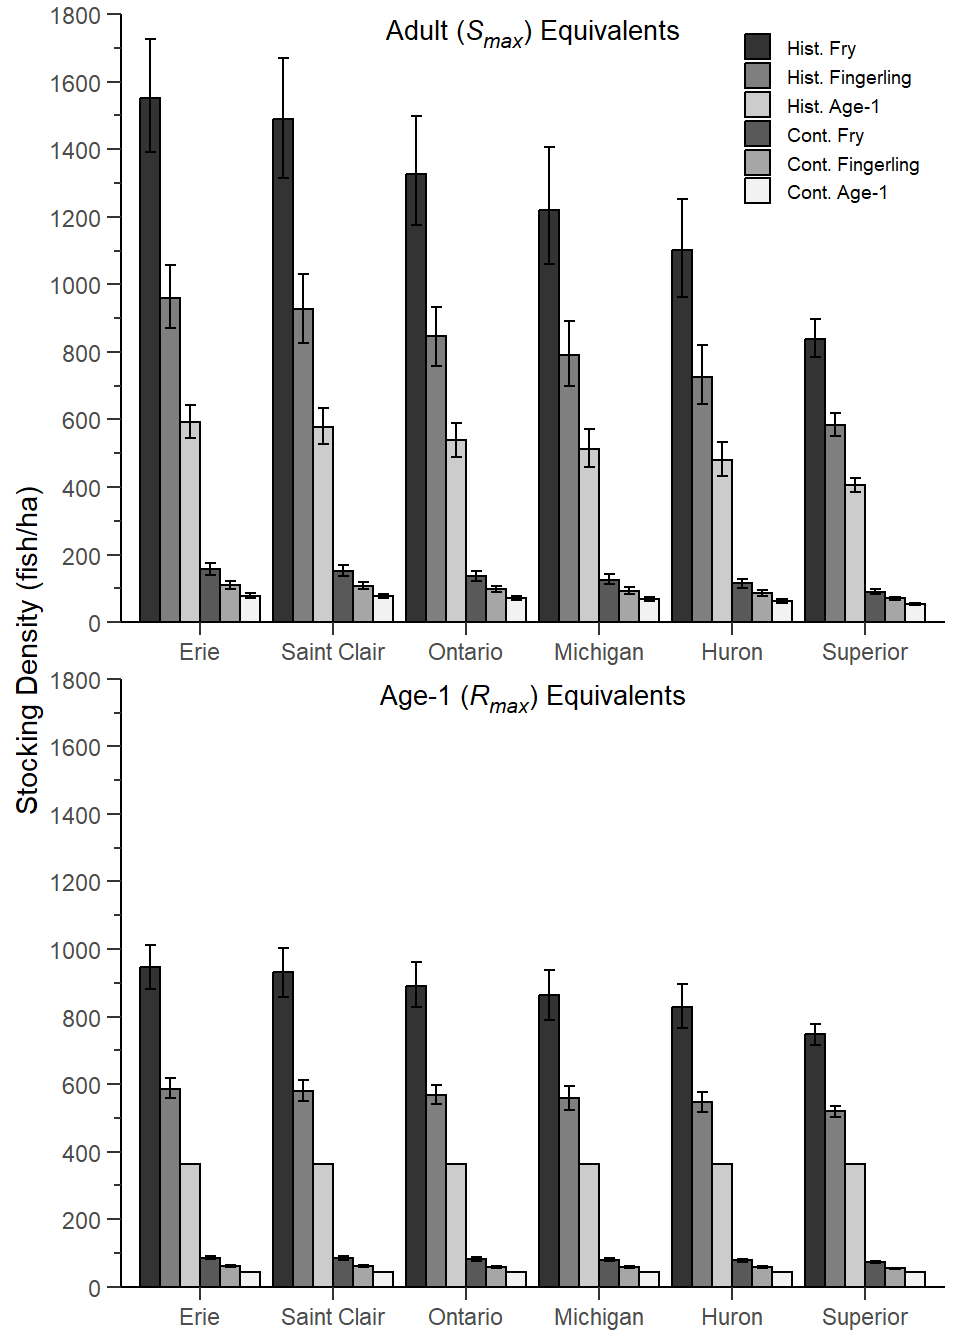 Adult (Smax) Equivalents
Hist. Fry
Hist. Fingerling
Hist. Age-1
Cont. Fry
Cont. Fingerling
Cont. Age-1
1800
1600
1400
1200
1000
800
600
400
200
0
Erie Saint Clair Ontario Michigan Huron Superior
Stocking Density (fish/ha)
Age-1 (Rmax) Equivalents
1800
1600
1400
1200
1000
800
600
400
200
0
Erie Saint Clair Ontario Michigan Huron Superior